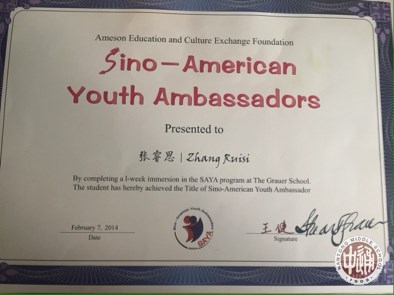 Ameson Education and Culture Exchange Foundation
Sino-American
Youth Ambassadors
Presented to
张睿思 | Zhang Ruisi
By completing a 1-week immersion in the SAYA program at The Grauer School.
The student has hereby achieved the Title of Sino-American Youth Ambassador
February 7, 2014
Date
SAYA
王健
Signature